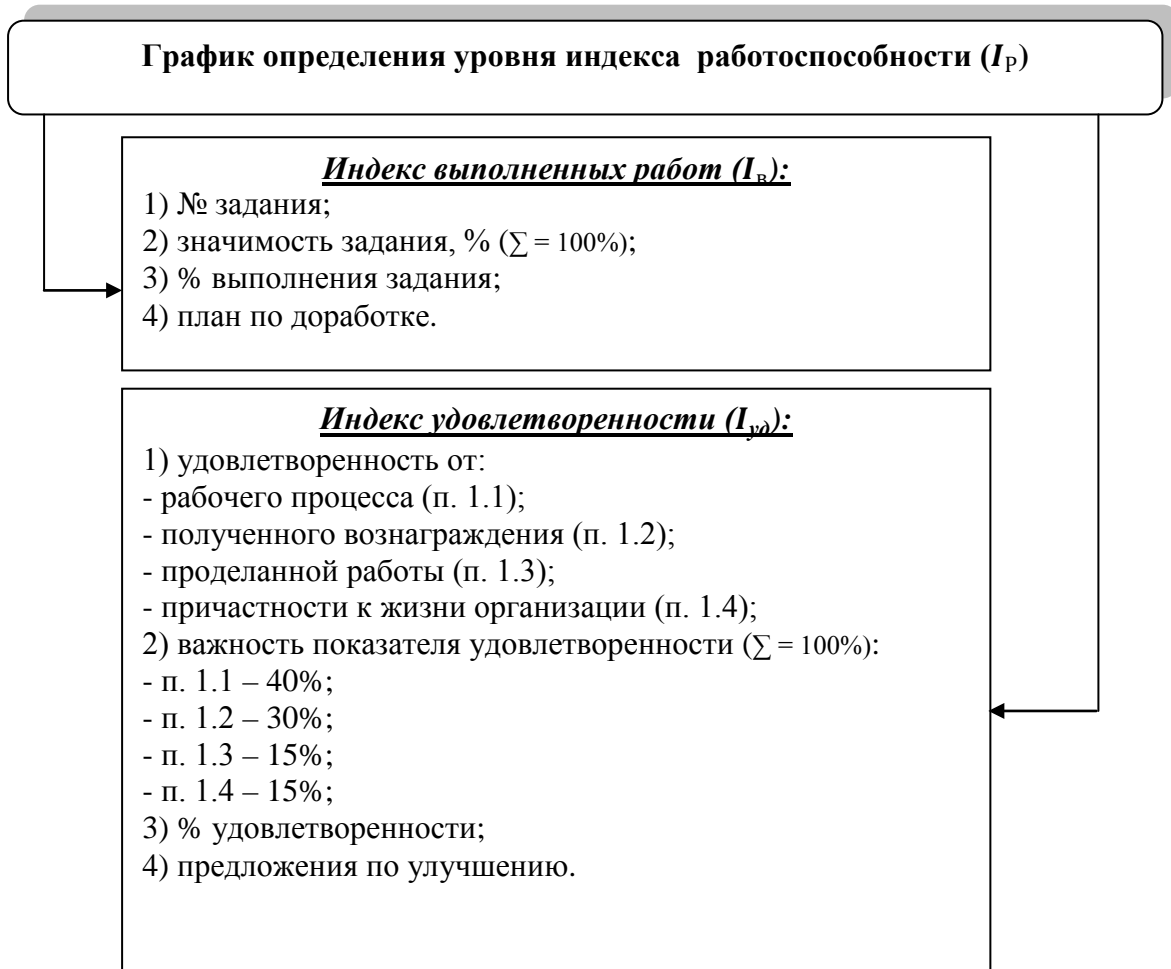 График определения уровня индекса работоспособности (IР)
Индекс выполненных работ (Iв):
1) № задания;
2) значимость задания, % (∑ = 100%);
3) % выполнения задания;
4) план по доработке.
Индекс удовлетворенности (Iуд):
1) удовлетворенность от:
- рабочего процесса (п. 1.1);
- полученного вознаграждения (п. 1.2);
- проделанной работы (п. 1.3);
- причастности к жизни организации (п. 1.4);
2) важность показателя удовлетворенности (∑ = 100%):
- п. 1.1 – 40%;
- п. 1.2 – 30%;
- п. 1.3 – 15%;
- п. 1.4 – 15%;
3) % удовлетворенности;
4) предложения по улучшению.